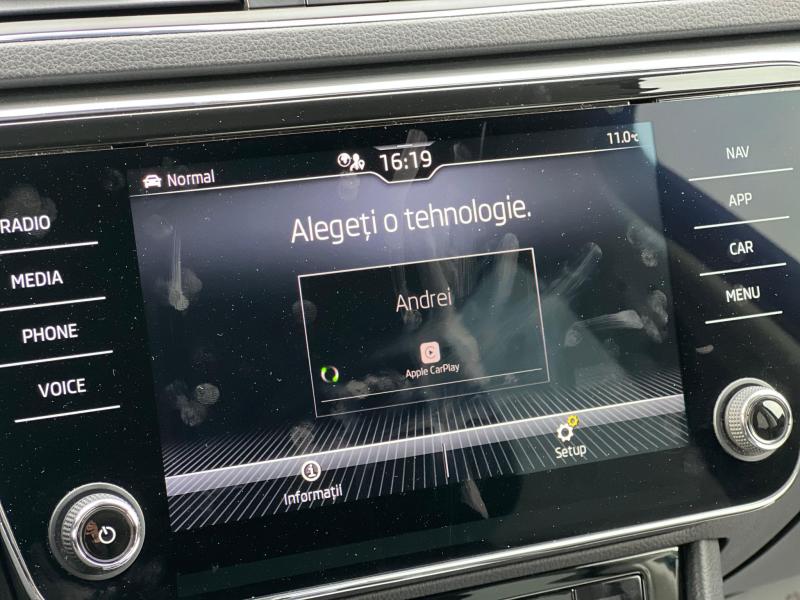 16:19
11.0°C
Normal
RADIO
MEDIA
PHONE
VOICE
Alegeți o tehnologie.
Andrei
Apple CarPlay
Informații
Setup
NAV
APP
CAR
MENU